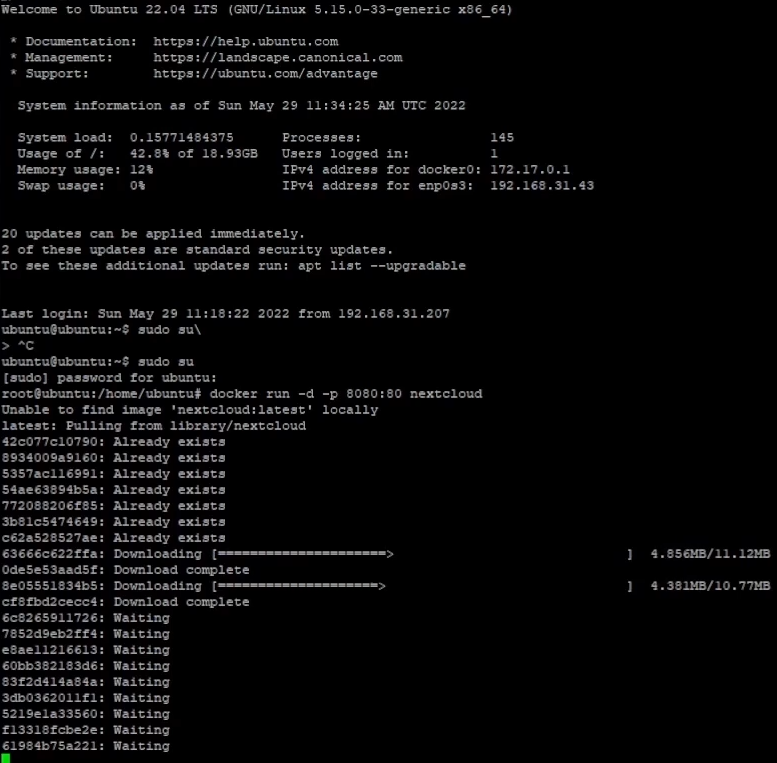 Welcome to Ubuntu 22.04 LTS (GNU/Linux 5.15.0-33-generic x86_64)
* Documentation:  https://help.ubuntu.com
* Management:     https://landscape.canonical.com
* Support:        https://ubuntu.com/advantage
System information as of Sun May 29 11:34:25 AM UTC 2022
System load:  0.15771484375      Processes:                145
Usage of /:   42.8% of 18.93GB   Users logged in:          1
Memory usage: 12%                IPv4 address for docker0: 172.17.0.1
Swap usage:   0%                 IPv4 address for enp0s3:  192.168.31.43
20 updates can be applied immediately.
2 of these updates are standard security updates.
To see these additional updates run: apt list --upgradable
Last login: Sun May 29 11:18:22 2022 from 192.168.31.207
ubuntu@ubuntu:~$ sudo su\
> ^C
ubuntu@ubuntu:~$ sudo su
[sudo] password for ubuntu:
root@ubuntu:/home/ubuntu# docker run -d -p 8080:80 nextcloud
Unable to find image 'nextcloud:latest' locally
latest: Pulling from library/nextcloud
42c077c10790: Already exists
8934009a9160: Already exists
5357ac116991: Already exists
54ae63894b5a: Already exists
772088206f85: Already exists
3b81c5474649: Already exists
c62a528527ae: Already exists
63666c622ffa: Downloading [=====================>                             ]  4.856MB/11.12MB
0de5e53aad5f: Download complete
8e05551834b5: Downloading [====================>                              ]  4.381MB/10.77MB
cf8fbd2cecc4: Download complete
6c8265911726: Waiting
7852d9eb2ff4: Waiting
e8ae11216613: Waiting
60bb382183d6: Waiting
83f2d414a84a: Waiting
3db0362011f1: Waiting
5219e1a33560: Waiting
f13318fcbe2e: Waiting
61984b75a221: Waiting